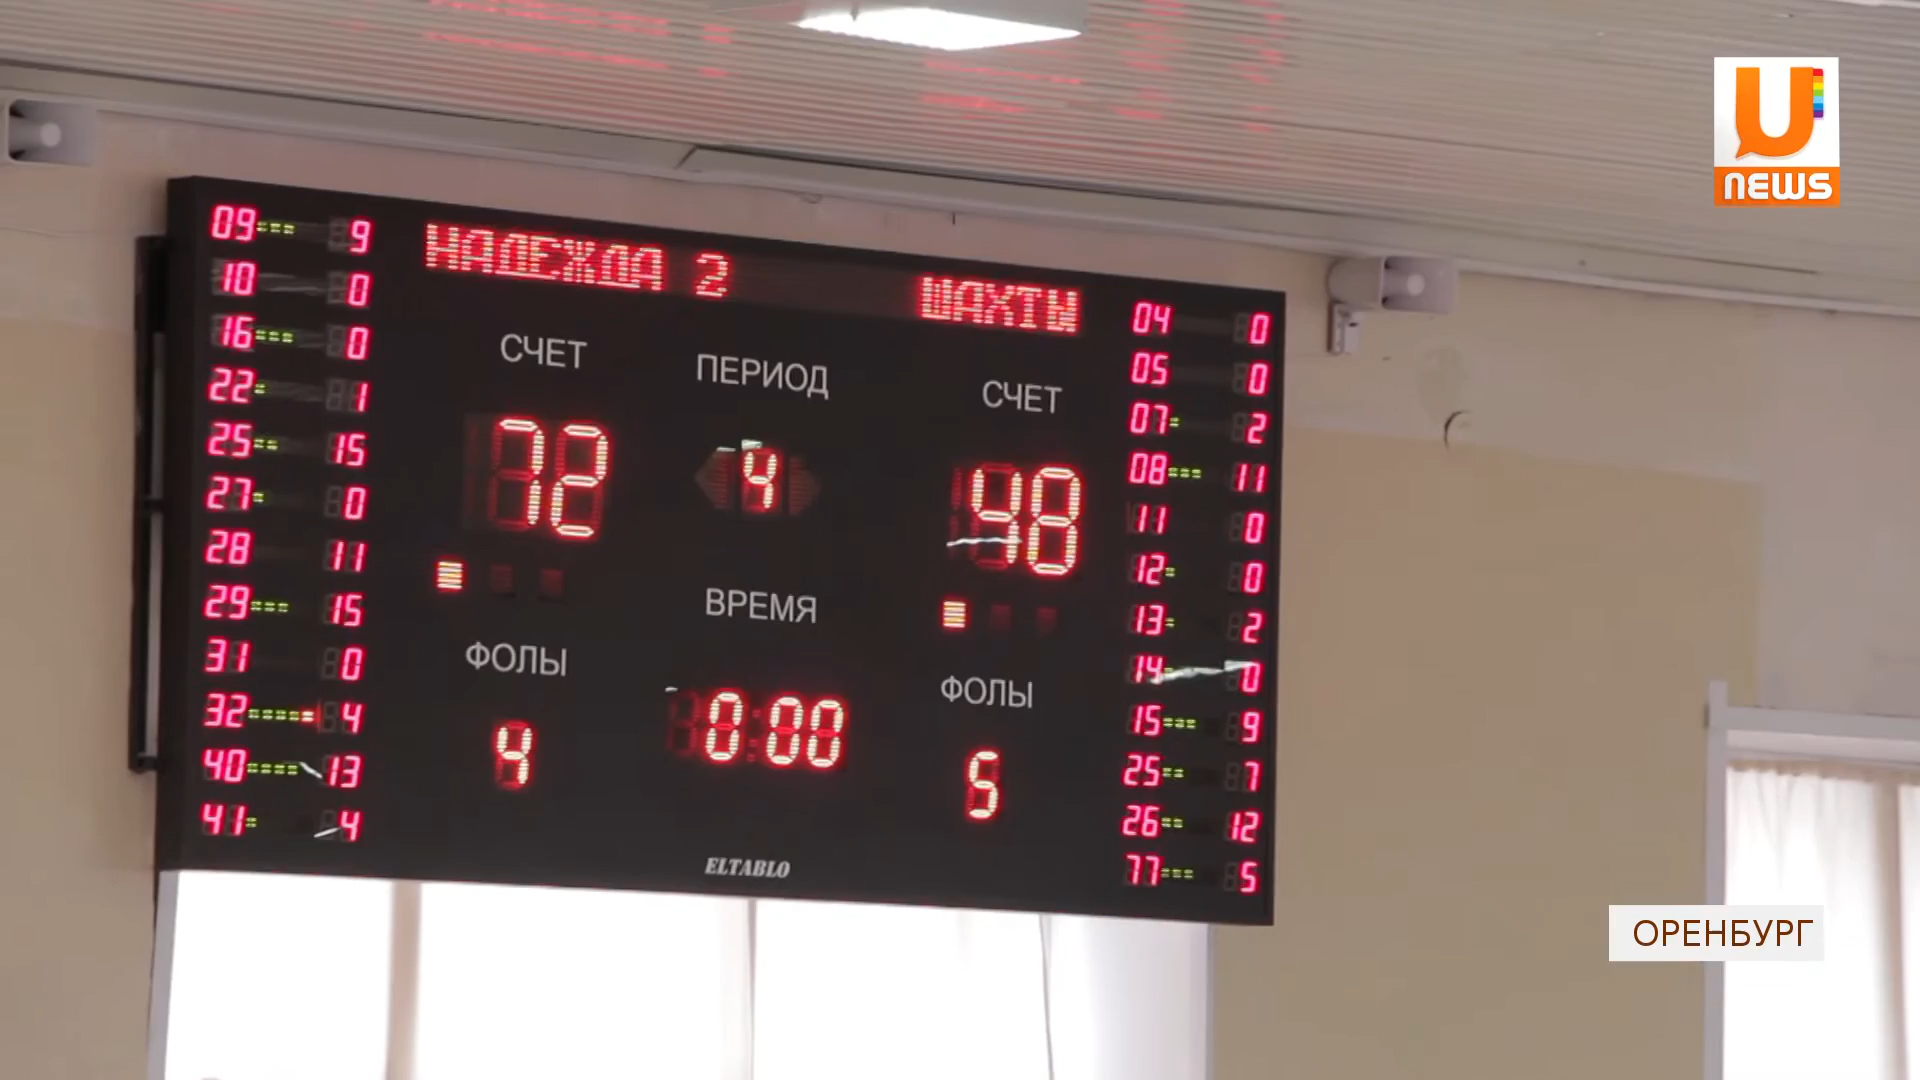 U
news
НАДЕЖДА 2
ШАХТЫ
СЧЕТ ПЕРИОД СЧЕТ
72 4 48
ВРЕМЯ
ФОЛЫ ФОЛЫ
4 0:00 5
ELTABLO
09 9
10 0
16 0
22 1
25 15
27 0
28 11
29 15
31 0
32 4
40 13
41 4
04 0
05 0
07 2
08 11
11 0
12 0
13 2
14 0
15 9
25 7
26 12
77 5
ОРЕНБУРГ